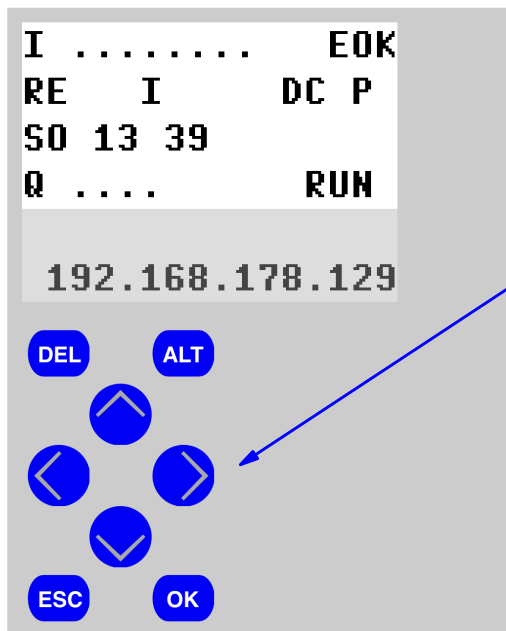 I ........ EOK
RE I DC P
SO 13 39
Q .... RUN
192.168.178.129
DEL ALT
ESC OK